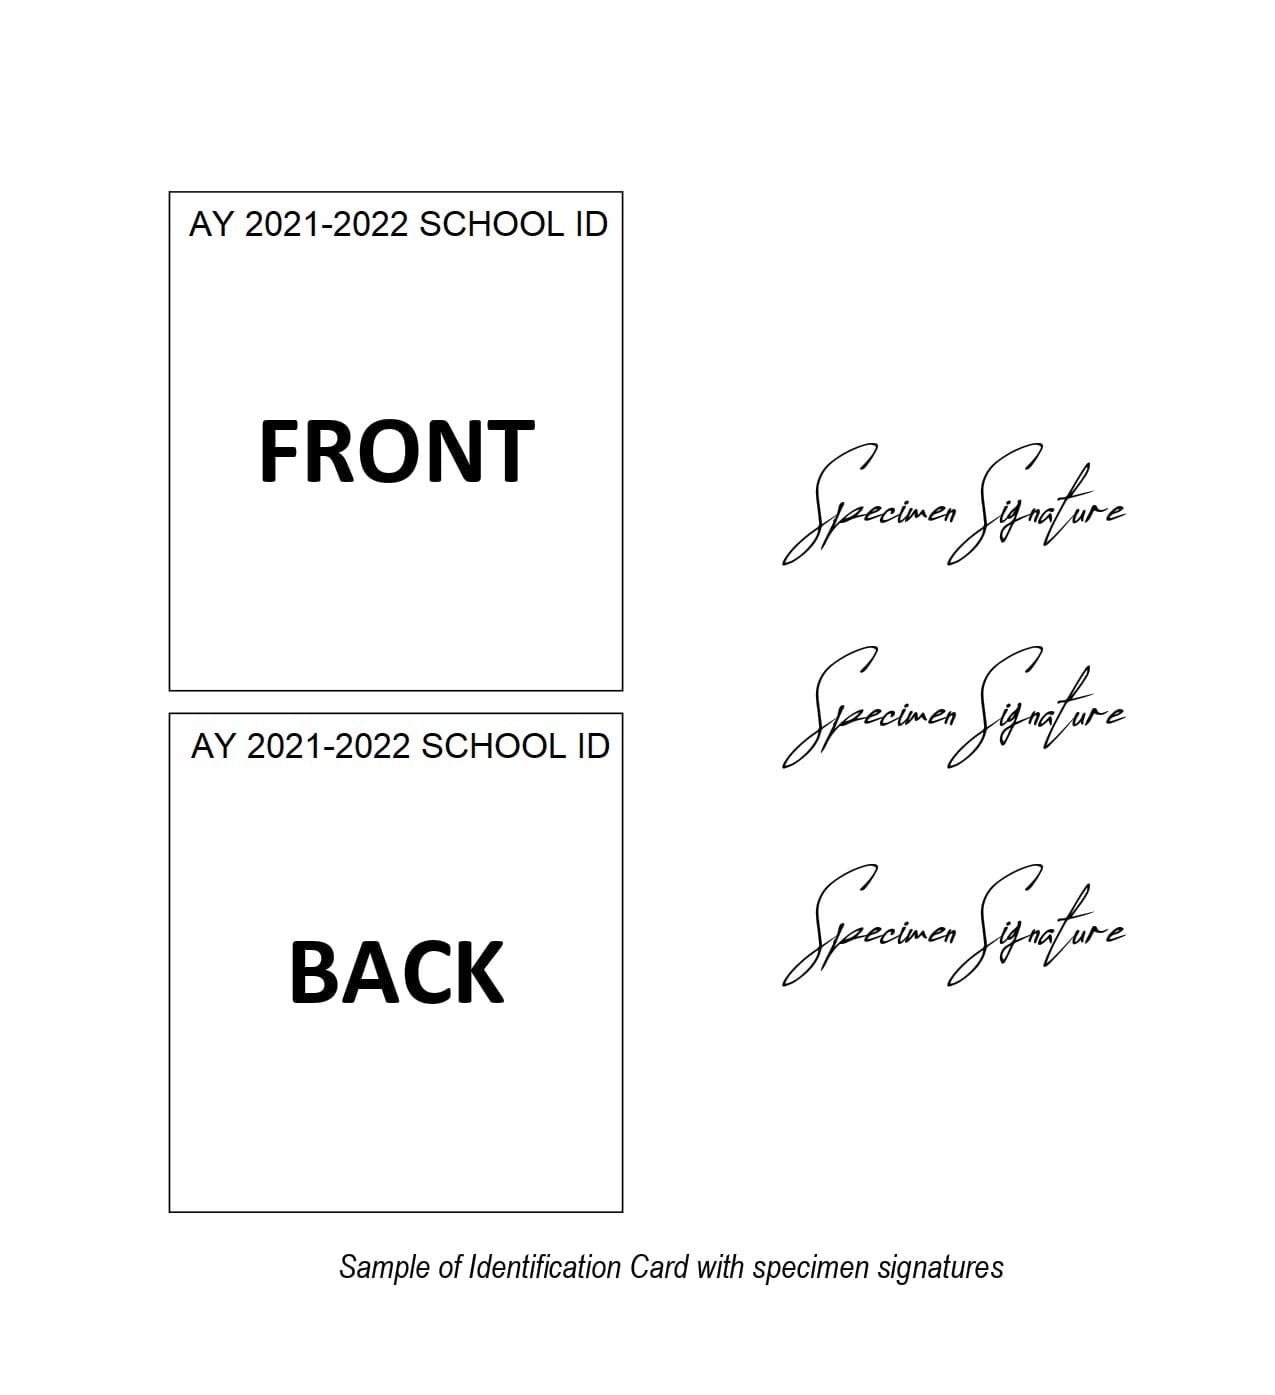 AY 2021-2022 SCHOOL ID
FRONT
AY 2021-2022 SCHOOL ID
BACK
Specimen Signature
Specimen Signature
Specimen Signature
Sample of Identification Card with specimen signatures